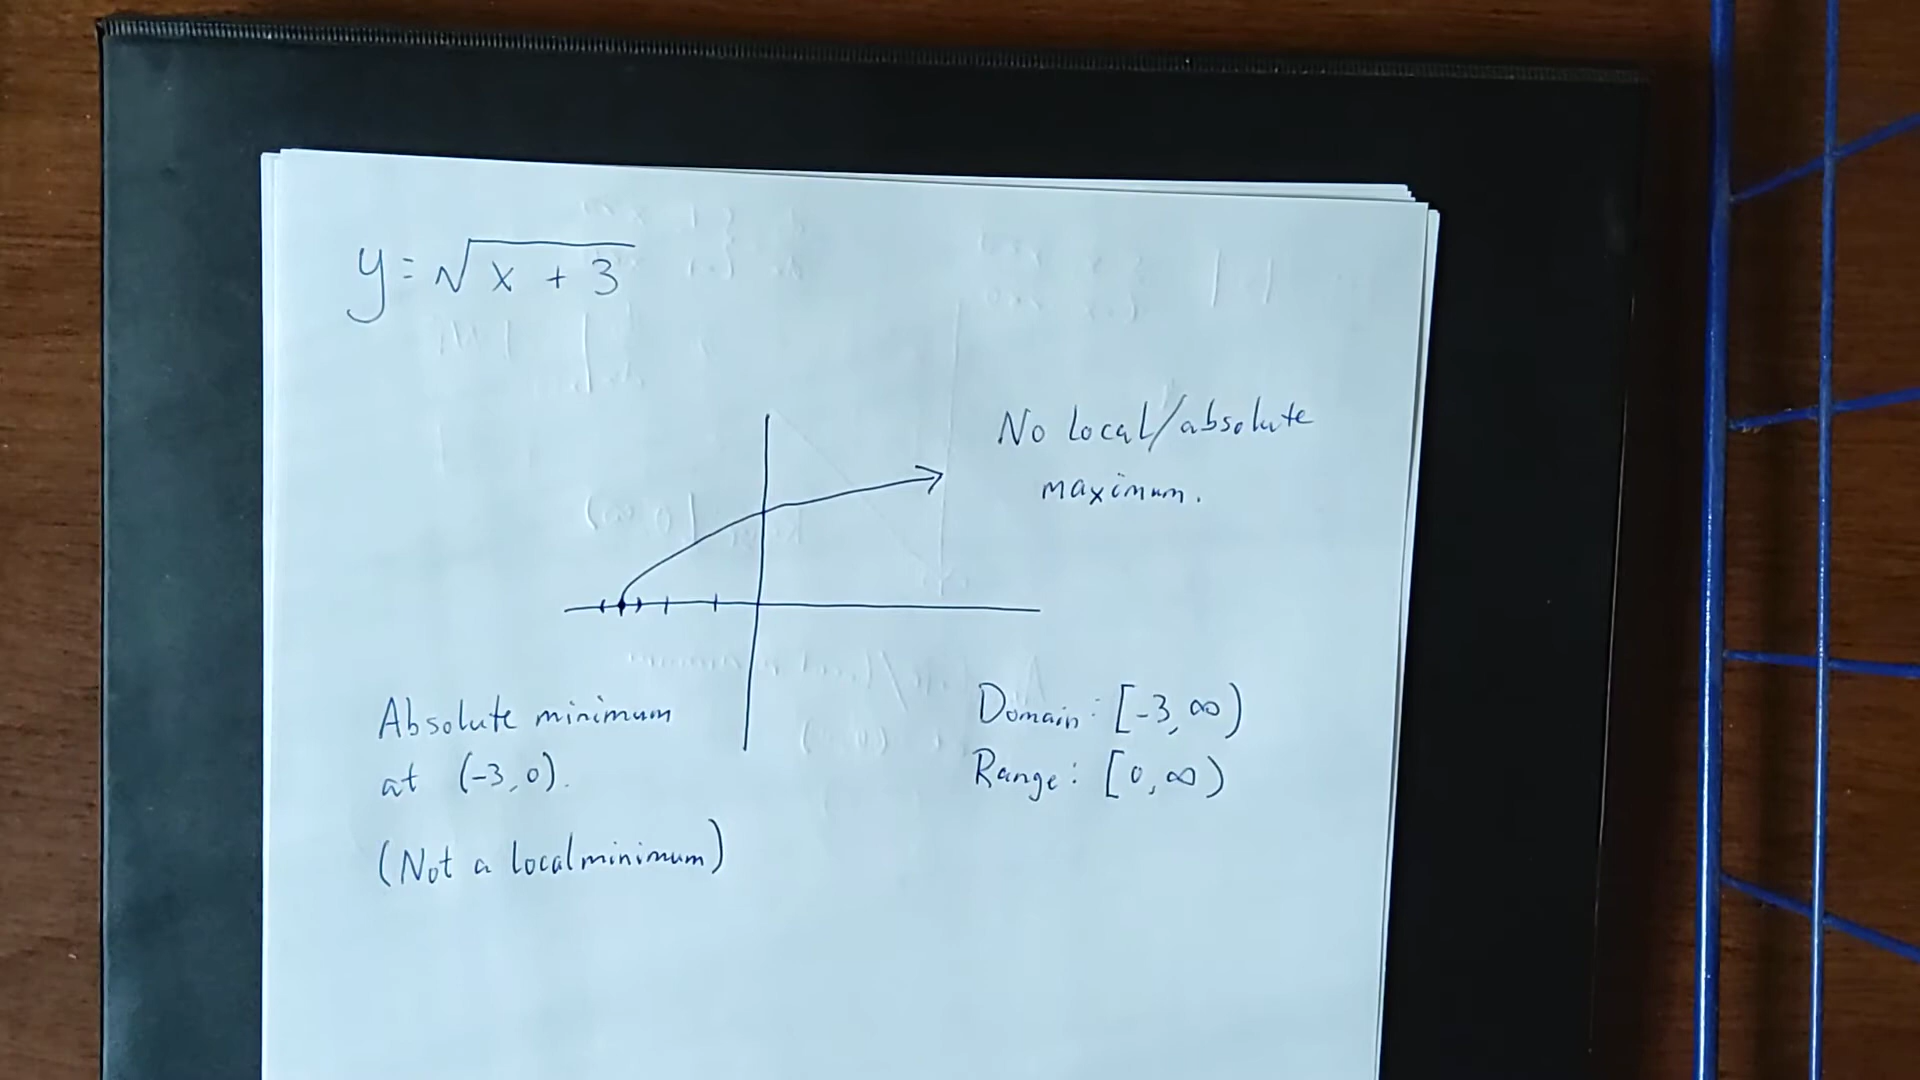 y = √x + 3
No local/absolute
maximum.
Absolute minimum
at (-3, 0).
(Not a local minimum)
Domain: [-3, ∞)
Range: [0, ∞)